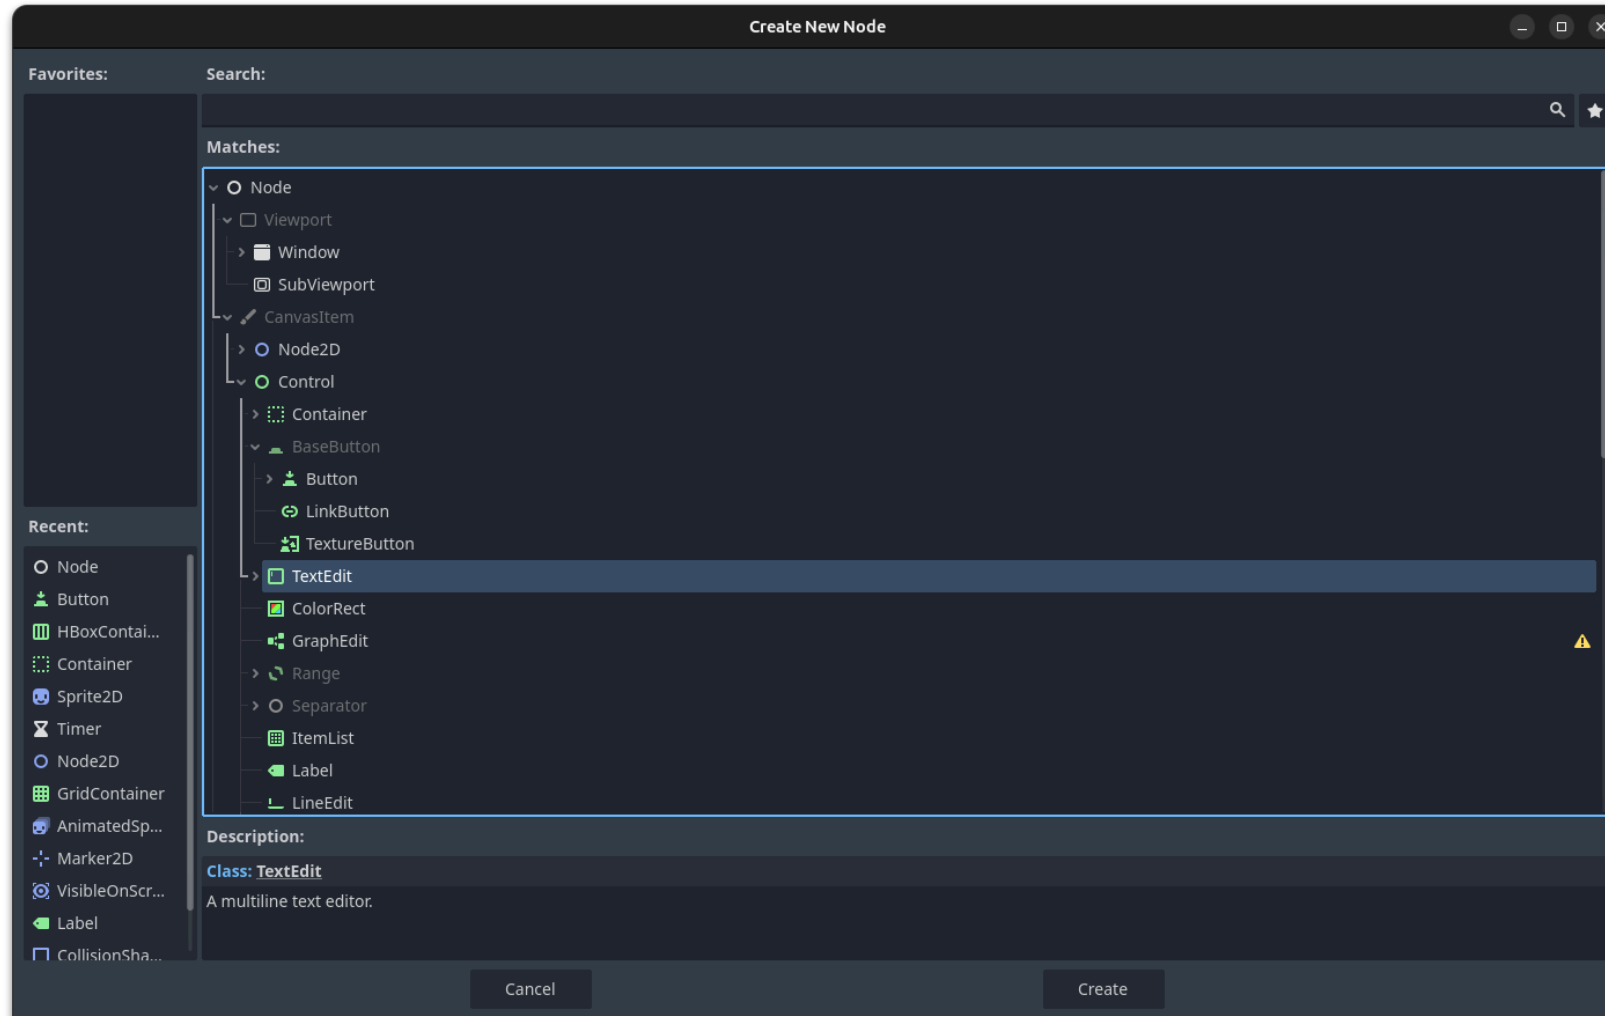 Create New Node
Favorites:
Search:
Matches:
Node
Viewport
Window
SubViewport
CanvasItem
Node2D
Control
Container
BaseButton
Button
LinkButton
TextureButton
TextEdit
ColorRect
GraphEdit
Range
Separator
ItemList
Label
LineEdit
Recent:
Node
Button
HBoxContai...
Container
Sprite2D
Timer
Node2D
GridContainer
AnimatedSp...
Marker2D
VisibleOnScr...
Label
CollisionSha...
Description:
Class: TextEdit
A multiline text editor.
Cancel
Create